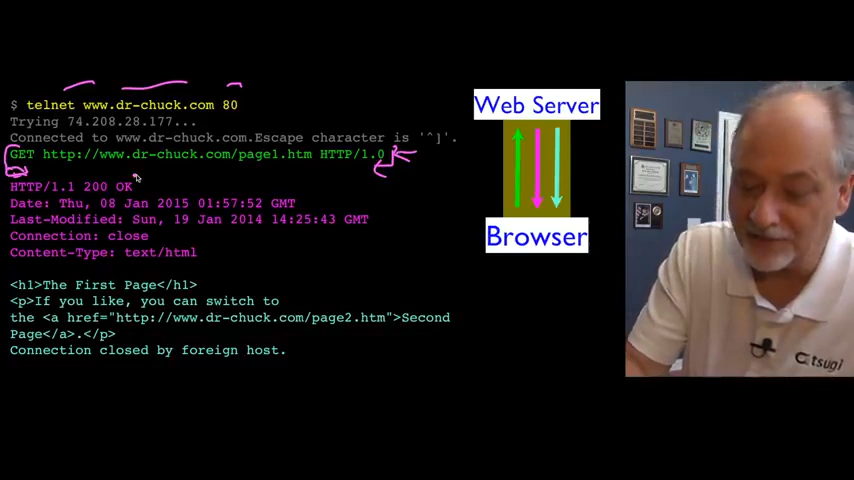 $ telnet www.dr-chuck.com 80
Trying 74.208.28.177...
Connected to www.dr-chuck.com.Escape character is '^]'.
GET http://www.dr-chuck.com/page1.htm HTTP/1.0
HTTP/1.1 200 OK
Date: Thu, 08 Jan 2015 01:57:52 GMT
Last-Modified: Sun, 19 Jan 2014 14:25:43 GMT
Connection: close
Content-Type: text/html
<h1>The First Page</h1>
<p>If you like, you can switch to
the <a href="http://www.dr-chuck.com/page2.htm">Second
Page</a>.</p>
Connection closed by foreign host.
Web Server
Browser